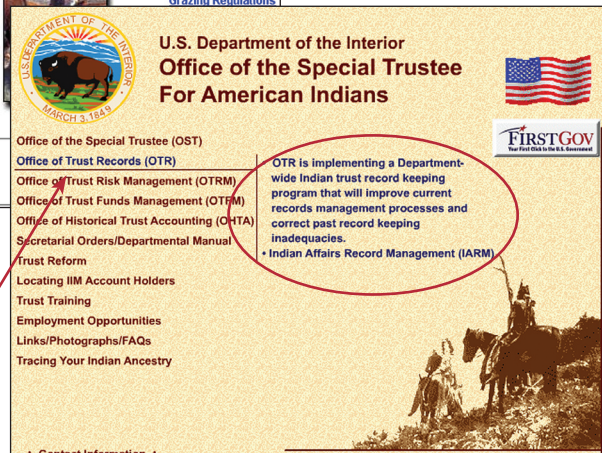 Grazing Regulations
U.S. DEPARTMENT OF THE INTERIOR
MARCH 3, 1849
U.S. Department of the Interior
Office of the Special Trustee
For American Indians
FIRSTGOV
Your First Click to the U.S. Government
Office of the Special Trustee (OST)
Office of Trust Records (OTR)
Office of Trust Risk Management (OTRM)
Office of Trust Funds Management (OTFM)
Office of Historical Trust Accounting (OHTA)
Secretarial Orders/Departmental Manual
Trust Reform
Locating IIM Account Holders
Trust Training
Employment Opportunities
Links/Photographs/FAQs
Tracing Your Indian Ancestry
OTR is implementing a Department-
wide Indian trust record keeping
program that will improve current
records management processes and
correct past record keeping
inadequacies.
• Indian Affairs Record Management (IARM)
Contact Information